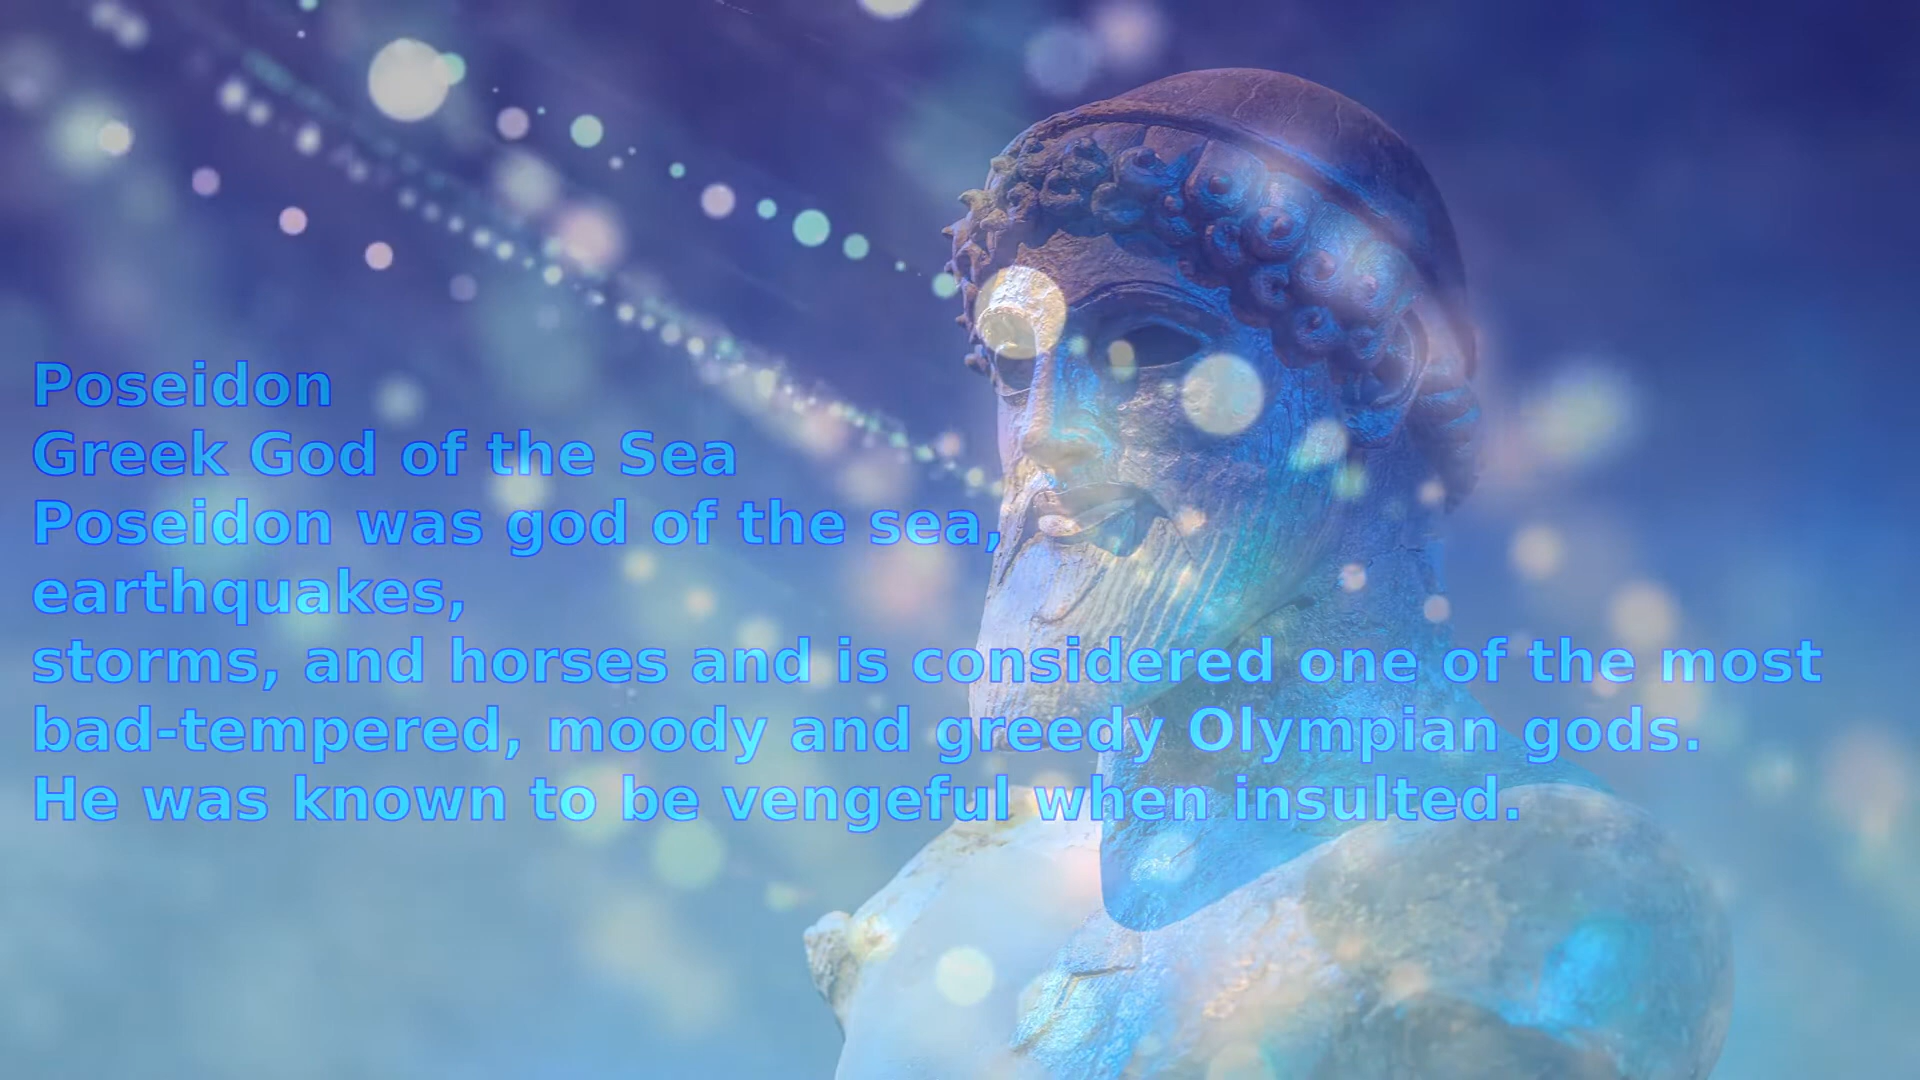 Poseidon
Greek God of the Sea
Poseidon was god of the sea,
earthquakes,
storms, and horses and is considered one of the most
bad-tempered, moody and greedy Olympian gods.
He was known to be vengeful when insulted.